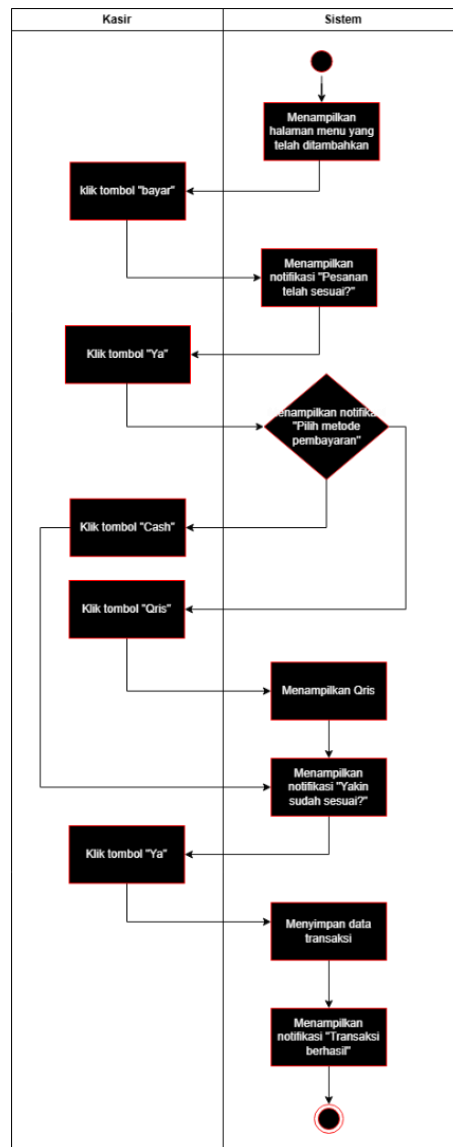 Kasir
Sistem
Menampilkan
halaman menu yang
telah ditambahkan
klik tombol "bayar"
Menampilkan
notifikasi "Pesanan
telah sesuai?"
Klik tombol "Ya"
enampilkan notifika
"Pilih metode
pembayaran"
Klik tombol "Cash"
Klik tombol "Qris"
Menampilkan Qris
Menampilkan
notifikasi "Yakin
sudah sesuai?"
Klik tombol "Ya"
Menyimpan data
transaksi
Menampilkan
notifikasi "Transaksi
berhasil"